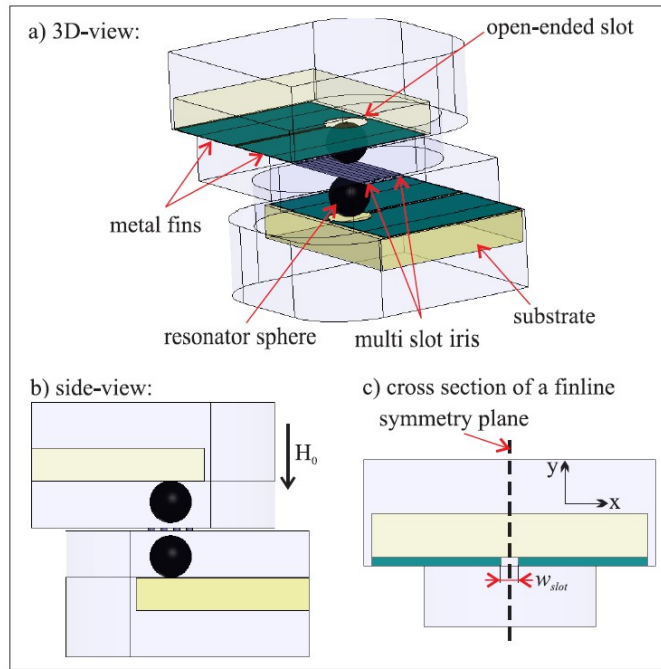 a) 3D-view:
open-ended slot
metal fins
resonator sphere
multi slot iris
substrate
b) side-view:
H₀
c) cross section of a finline
symmetry plane
y
x
w_slot